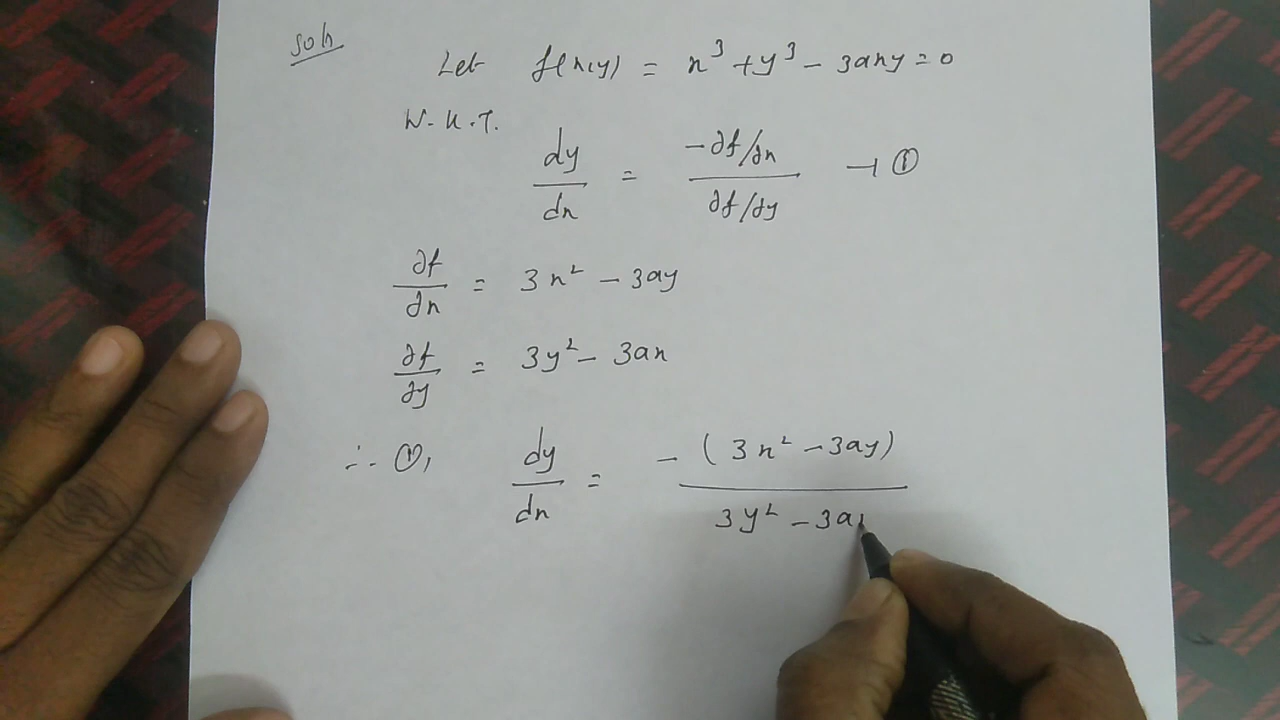 Soln
Let f(x,y) = x³ + y³ - 3axy = 0
W.K.T.
dy/dx = -∂f/∂x / ∂f/∂y → ①
∂f/∂x = 3x² - 3ay
∂f/∂y = 3y² - 3ax
∴ ①, dy/dx = - (3x² - 3ay) / 3y² - 3a